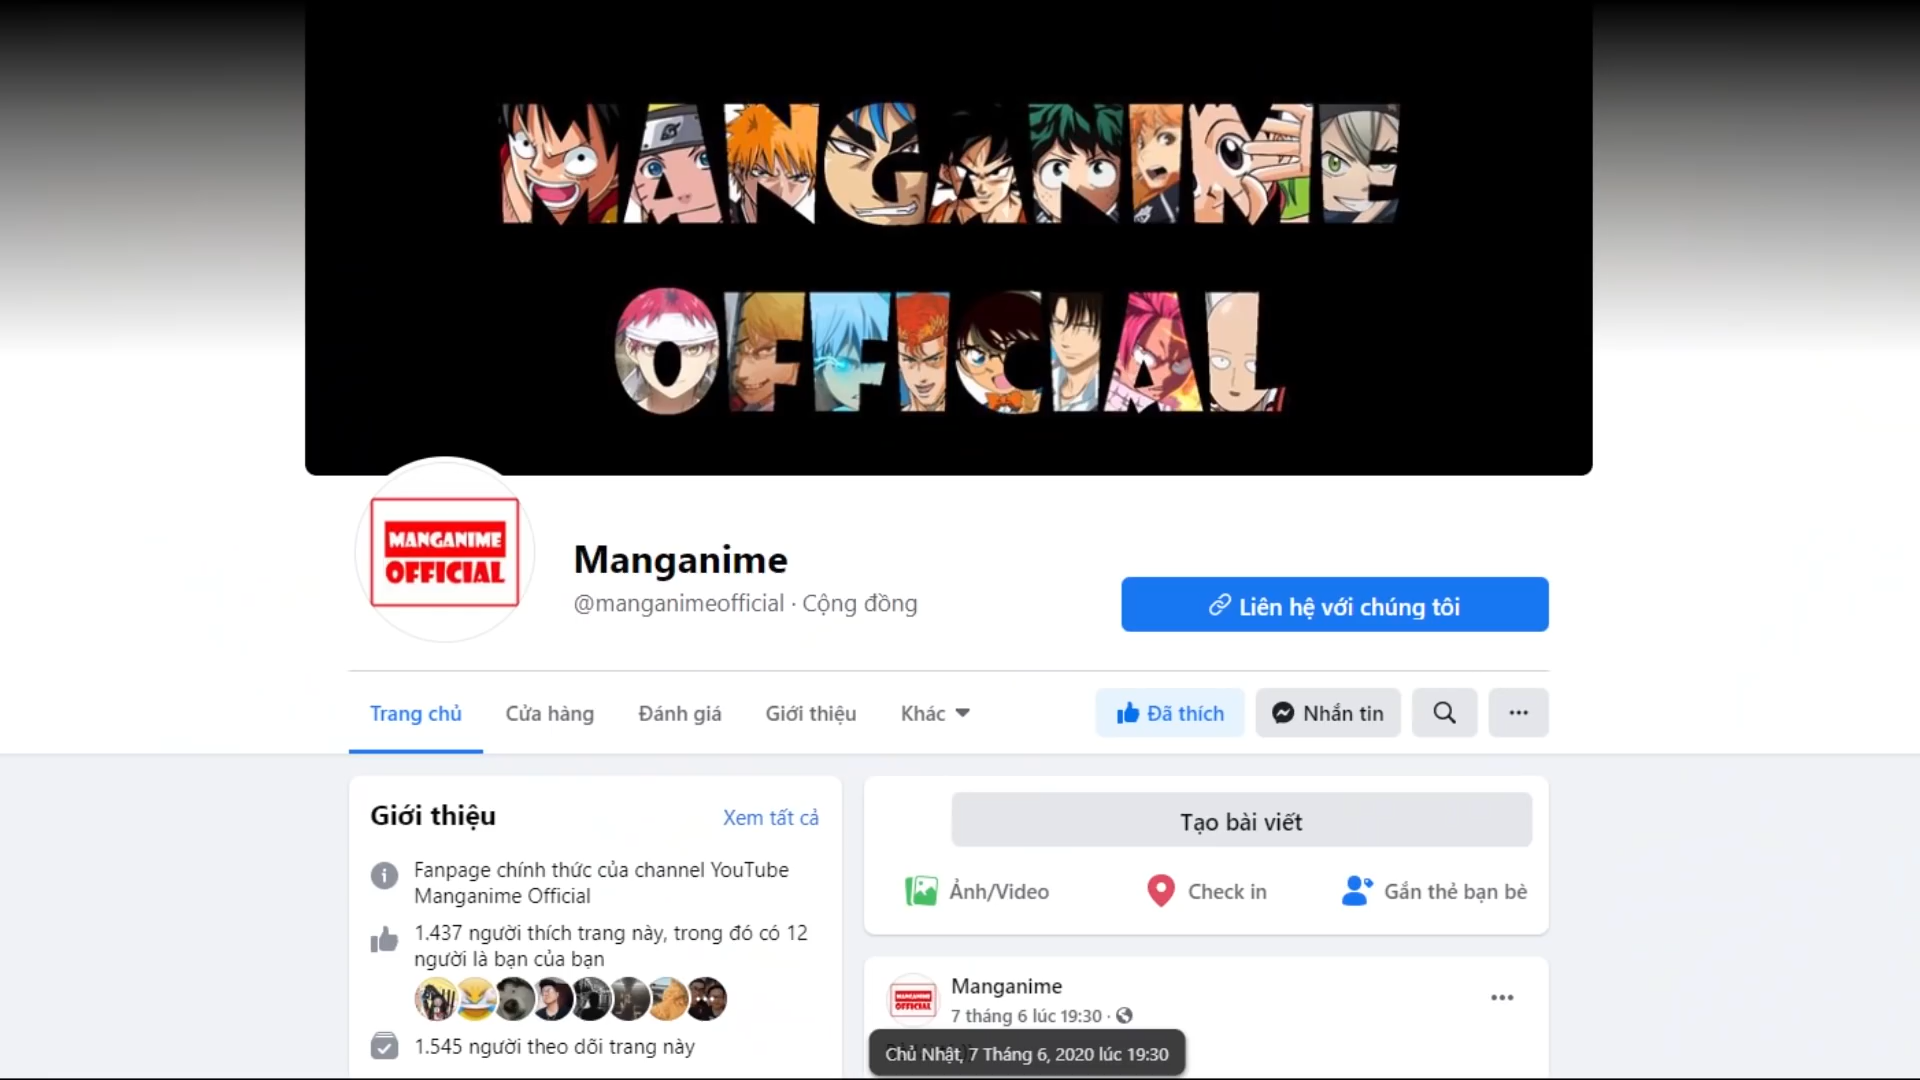 MANGANIME
OFFICIAL
MANGANIME
OFFICIAL
Manganime
@manganimeofficial · Cộng đồng
Liên hệ với chúng tôi
Trang chủ
Cửa hàng
Đánh giá
Giới thiệu
Khác
Đã thích
Nhắn tin
Giới thiệu
Xem tất cả
Fanpage chính thức của channel YouTube
Manganime Official
1.437 người thích trang này, trong đó có 12
người là bạn của bạn
1.545 người theo dõi trang này
Tạo bài viết
Ảnh/Video
Check in
Gắn thẻ bạn bè
MANGANIME
OFFICIAL
Manganime
7 tháng 6 lúc 19:30 ·
Chủ Nhật, 7 Tháng 6, 2020 lúc 19:30